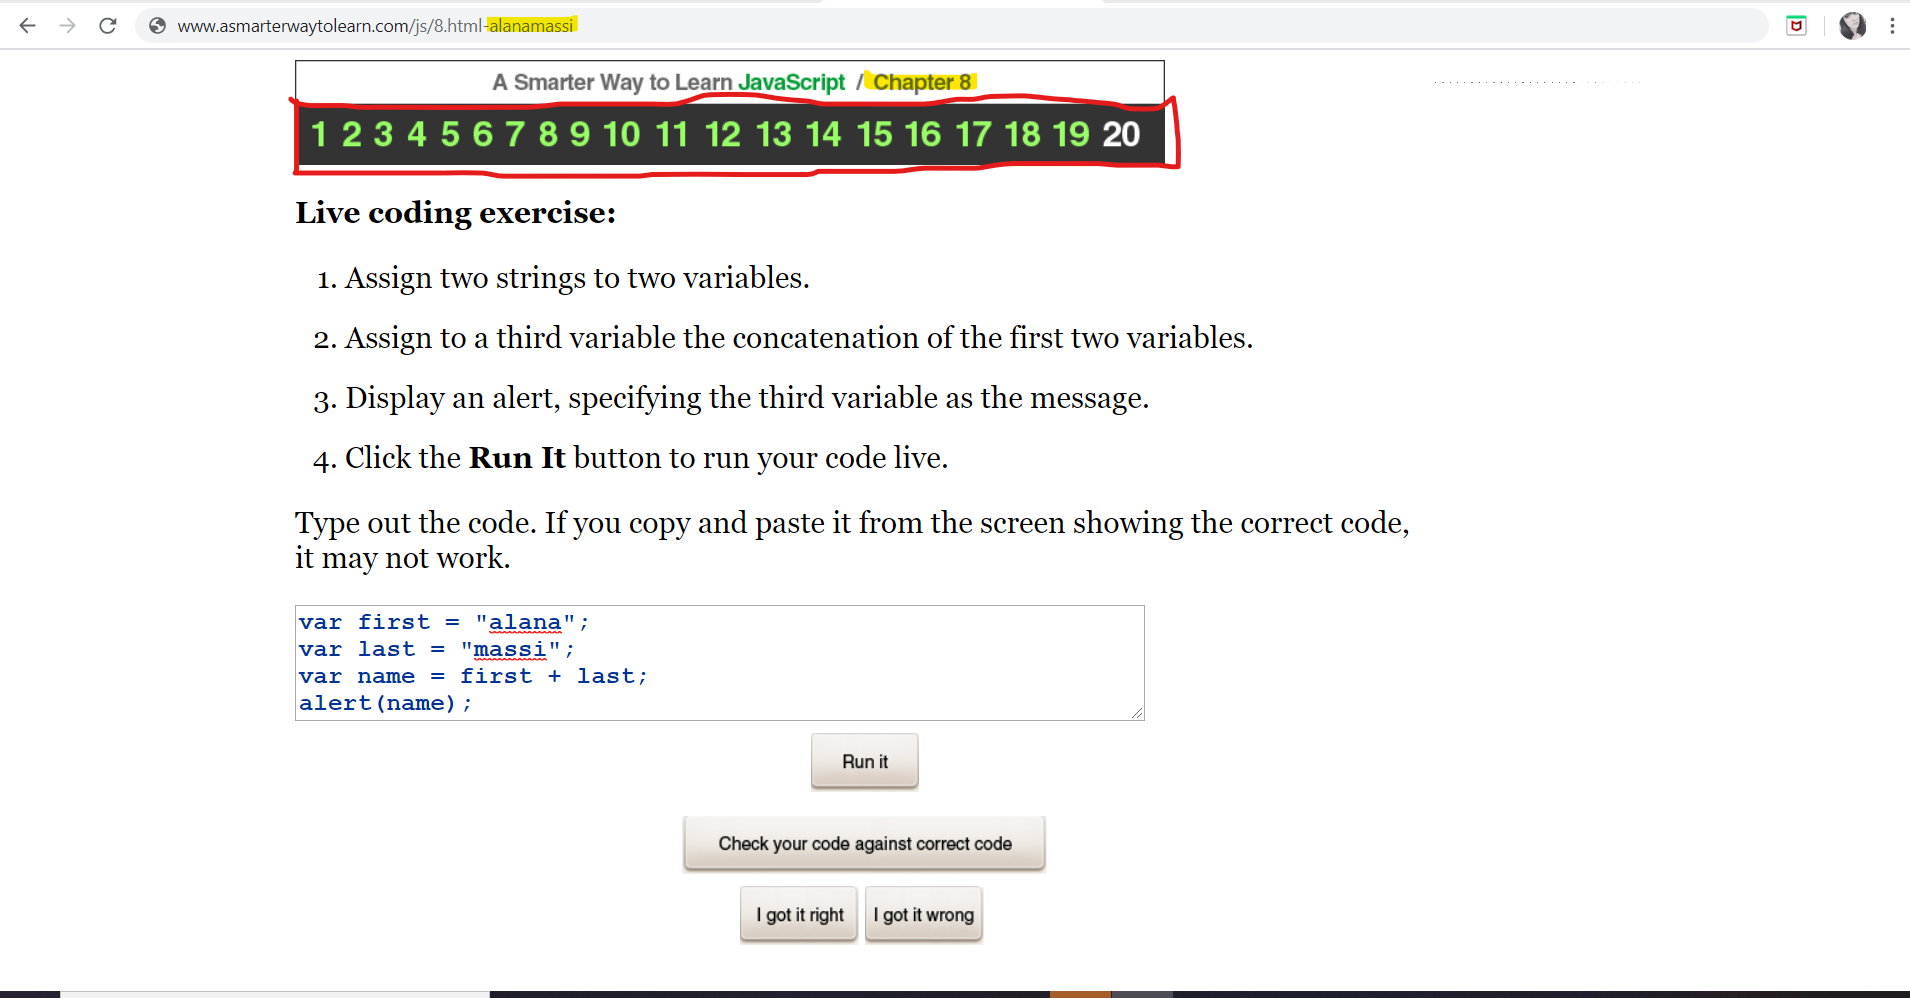 www.asmarterwaytolearn.com/js/8.html-alanamassi
A Smarter Way to Learn JavaScript / Chapter 8
1 2 3 4 5 6 7 8 9 10 11 12 13 14 15 16 17 18 19 20
Live coding exercise:
1. Assign two strings to two variables.
2. Assign to a third variable the concatenation of the first two variables.
3. Display an alert, specifying the third variable as the message.
4. Click the Run It button to run your code live.
Type out the code. If you copy and paste it from the screen showing the correct code,
it may not work.
var first = "alana";
var last = "massi";
var name = first + last;
alert(name);
Run it
Check your code against correct code
I got it right I got it wrong